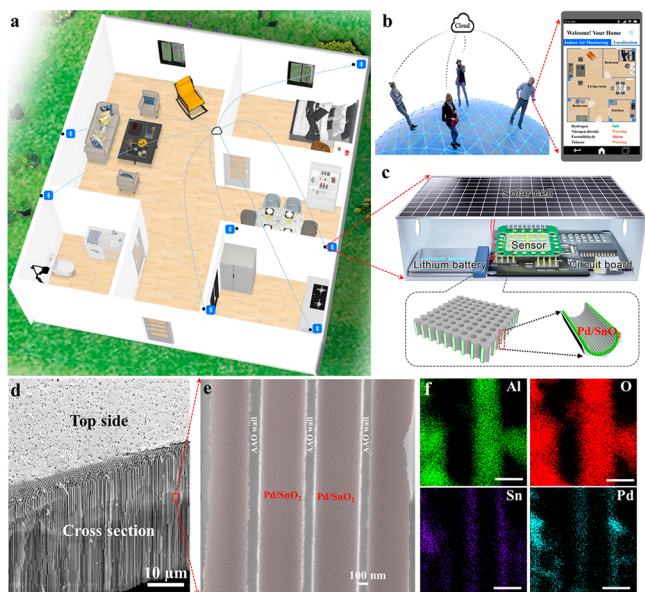 a
b
Cloud
Welcome! Your Home
Indoor Air Monitoring
Localization
Bedroom
Living room
Bedroom
Kitchen
Hydrogen Safe
Nitrogen dioxide Warning
Formaldehyde Alarm
Toluene Warning
c
Solar cell
Sensor
Lithium battery
Circuit board
Pd/SnO2
d
Top side
Cross section
10 μm
e
AAO wall
AAO wall
AAO wall
Pd/SnO2
Pd/SnO2
100 nm
f
Al
O
Sn
Pd